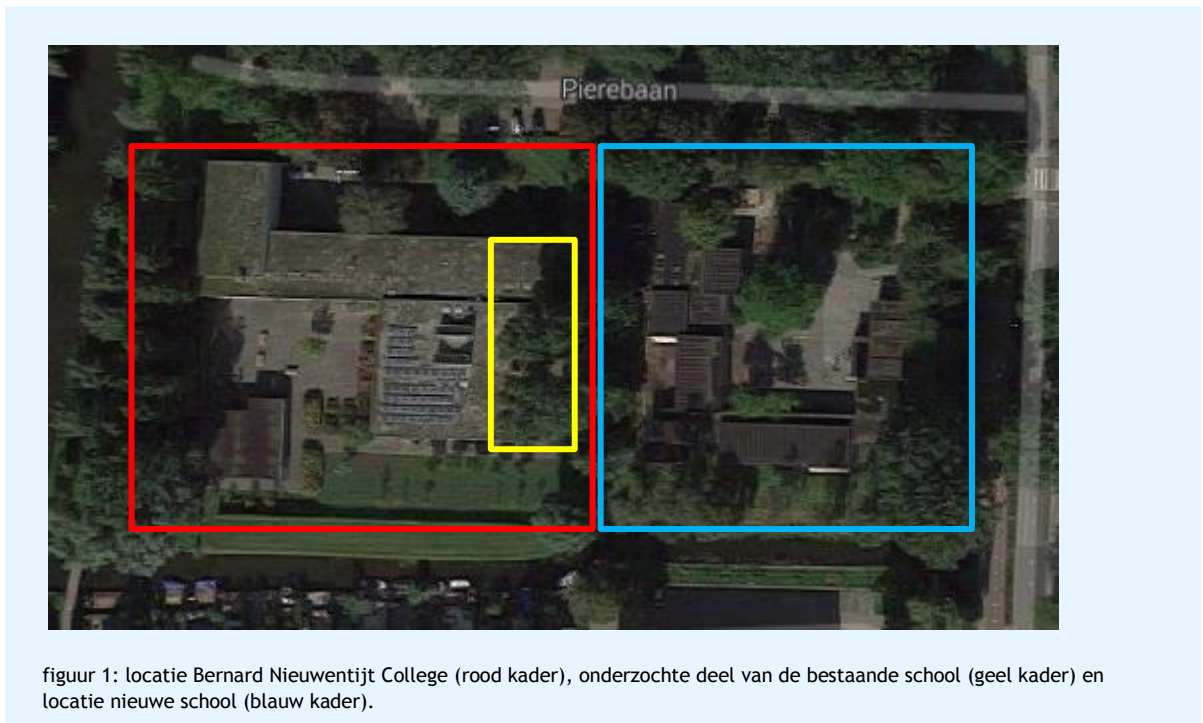 Pierebaan
figuur 1: locatie Bernard Nieuwentijt College (rood kader), onderzochte deel van de bestaande school (geel kader) en
locatie nieuwe school (blauw kader).